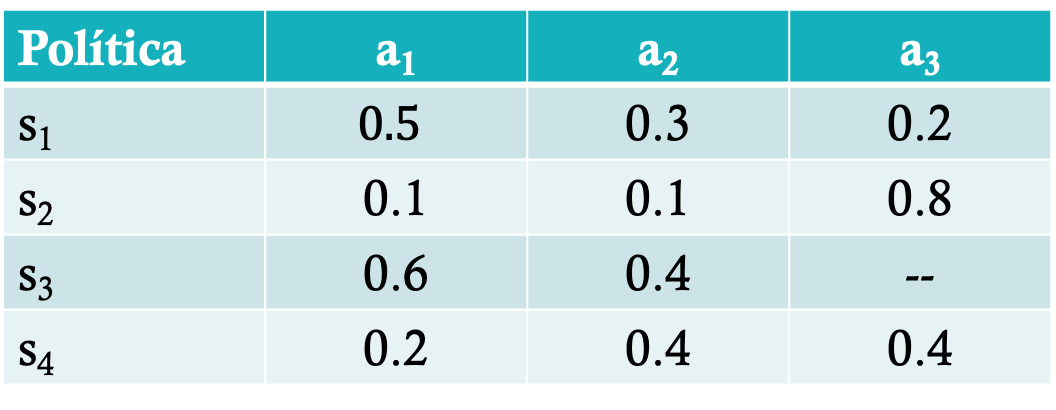 Política a₁ a₂ a₃
s₁ 0.5 0.3 0.2
s₂ 0.1 0.1 0.8
s₃ 0.6 0.4 --
s₄ 0.2 0.4 0.4